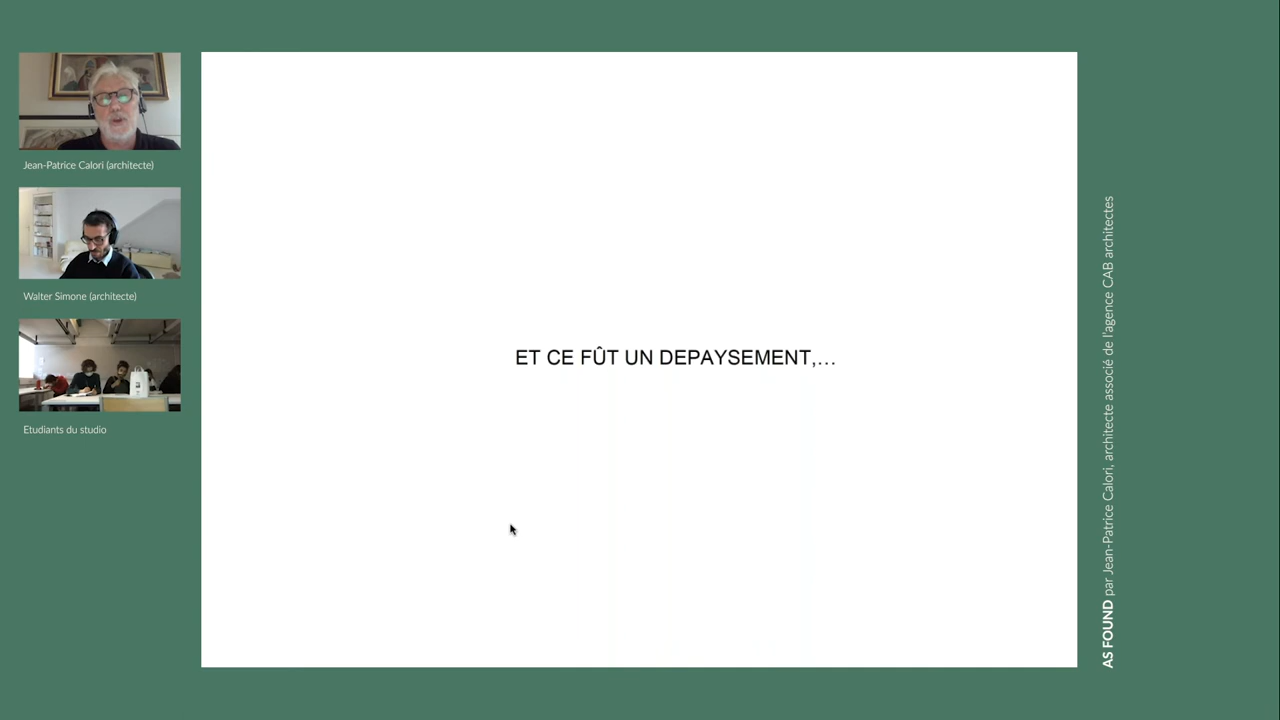 Jean-Patrice Calori (architecte)
Walter Simone (architecte)
Etudiants du studio
ET CE FÛT UN DEPAYSEMENT,…
AS FOUND par Jean-Patrice Calori, architecte associé de l'agence CAB architectes